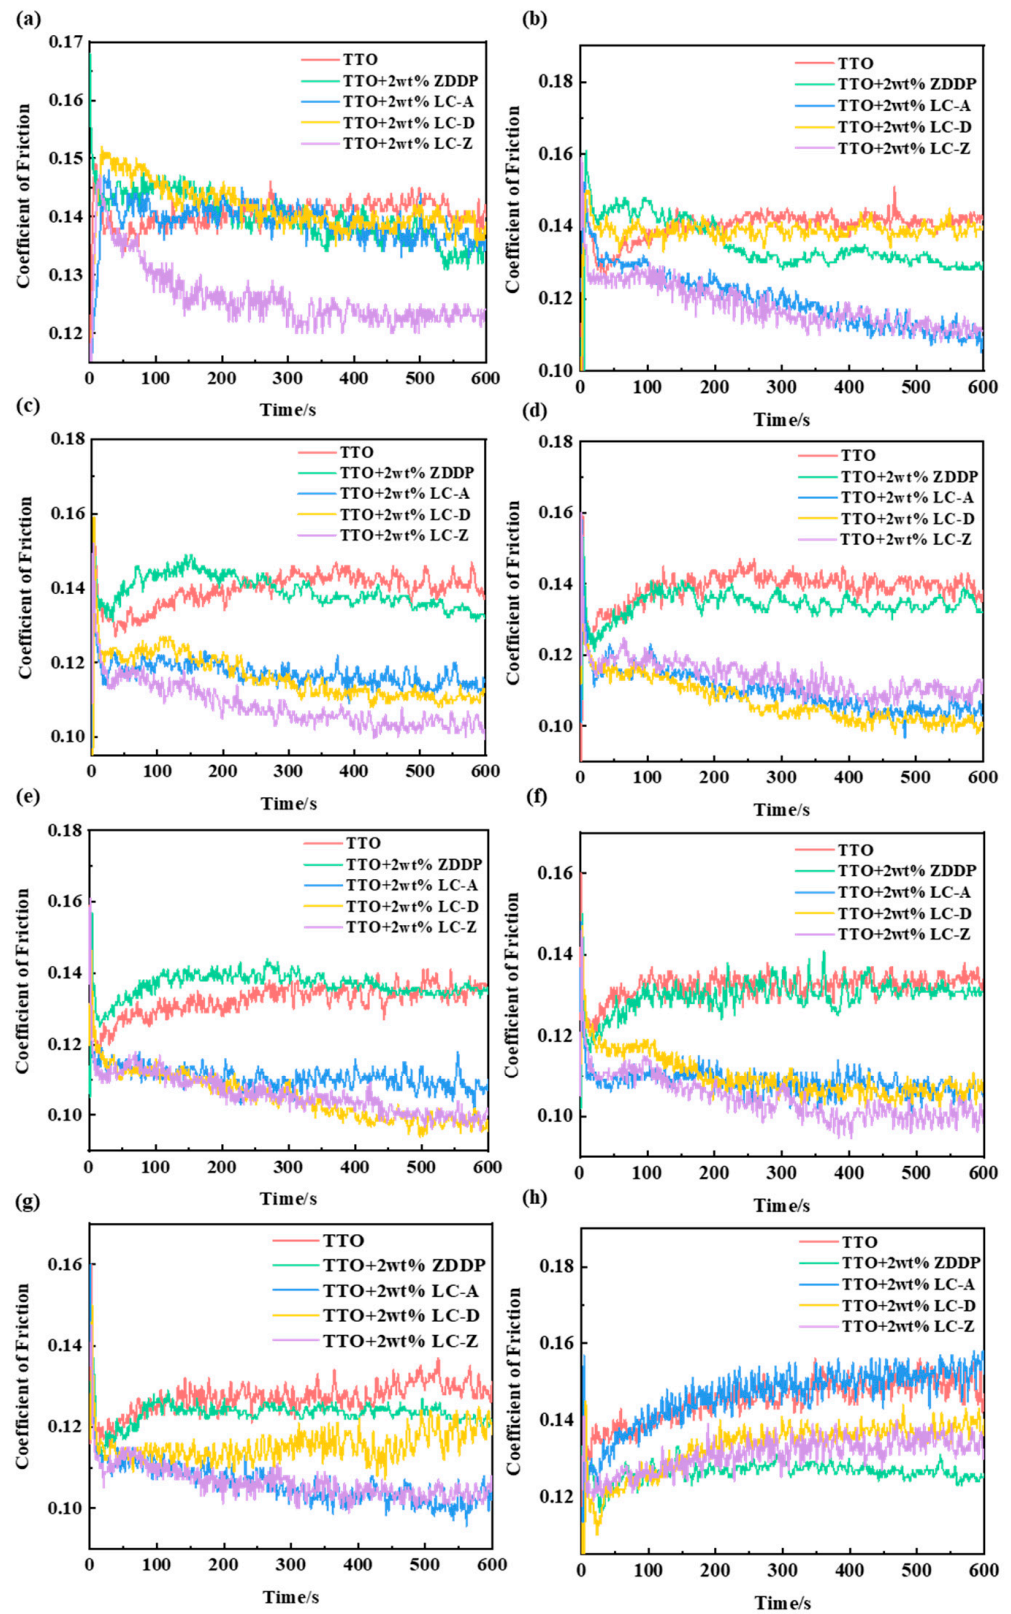 (a)
0.17
0.16
0.15
0.14
0.13
0.12
Coefficient of Friction
TTO
TTO+2wt% ZDDP
TTO+2wt% LC-A
TTO+2wt% LC-D
TTO+2wt% LC-Z
0 100 200 300 400 500 600
Time/s
(b)
0.18
0.16
0.14
0.12
0.10
Coefficient of Friction
TTO
TTO+2wt% ZDDP
TTO+2wt% LC-A
TTO+2wt% LC-D
TTO+2wt% LC-Z
0 100 200 300 400 500 600
Time/s
(c)
0.18
0.16
0.14
0.12
0.10
Coefficient of Friction
TTO
TTO+2wt% ZDDP
TTO+2wt% LC-A
TTO+2wt% LC-D
TTO+2wt% LC-Z
0 100 200 300 400 500 600
Time/s
(d)
0.18
0.16
0.14
0.12
0.10
Coefficient of Friction
TTO
TTO+2wt% ZDDP
TTO+2wt% LC-A
TTO+2wt% LC-D
TTO+2wt% LC-Z
0 100 200 300 400 500 600
Time/s
(e)
0.18
0.16
0.14
0.12
0.10
Coefficient of Friction
TTO
TTO+2wt% ZDDP
TTO+2wt% LC-A
TTO+2wt% LC-D
TTO+2wt% LC-Z
0 100 200 300 400 500 600
Time/s
(f)
0.16
0.14
0.12
0.10
Coefficient of Friction
TTO
TTO+2wt% ZDDP
TTO+2wt% LC-A
TTO+2wt% LC-D
TTO+2wt% LC-Z
0 100 200 300 400 500 600
Time/s
(g)
0.16
0.14
0.12
0.10
Coefficient of Friction
TTO
TTO+2wt% ZDDP
TTO+2wt% LC-A
TTO+2wt% LC-D
TTO+2wt% LC-Z
0 100 200 300 400 500 600
Time/s
(h)
0.18
0.16
0.14
0.12
Coefficient of Friction
TTO
TTO+2wt% ZDDP
TTO+2wt% LC-A
TTO+2wt% LC-D
TTO+2wt% LC-Z
0 100 200 300 400 500 600
Time/s